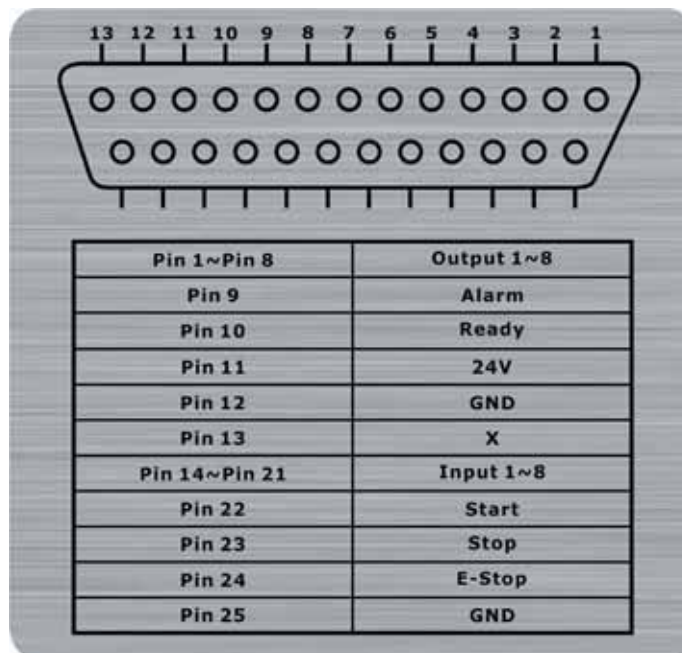 13 12 11 10 9 8 7 6 5 4 3 2 1
Pin 1~Pin 8 Output 1~8
Pin 9 Alarm
Pin 10 Ready
Pin 11 24V
Pin 12 GND
Pin 13 X
Pin 14~Pin 21 Input 1~8
Pin 22 Start
Pin 23 Stop
Pin 24 E-Stop
Pin 25 GND